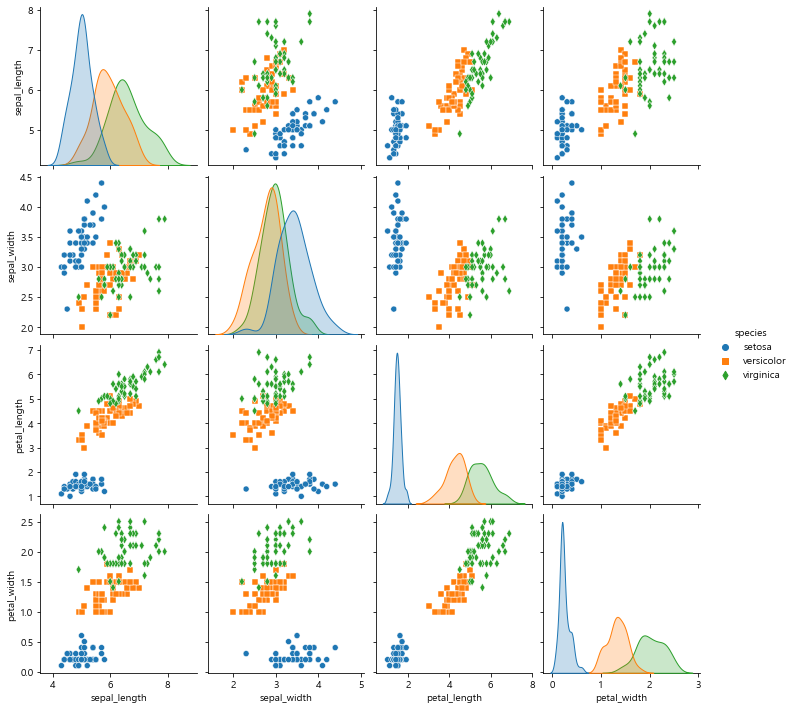 8
7
6
5
sepal_length
4.5
4.0
3.5
3.0
2.5
2.0
sepal_width
7
6
5
4
3
2
1
petal_length
2.5
2.0
1.5
1.0
0.5
0.0
petal_width
4 6 8
sepal_length
2 3 4 5
sepal_width
2 4 6 8
petal_length
0 1 2 3
petal_width
species
setosa
versicolor
virginica